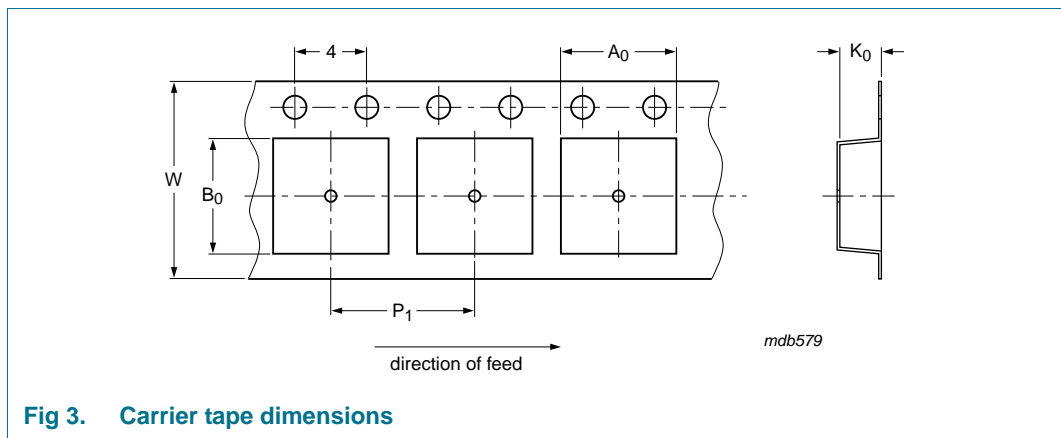 4
A0
K0
W
B0
P1
direction of feed
mdb579
Fig 3. Carrier tape dimensions